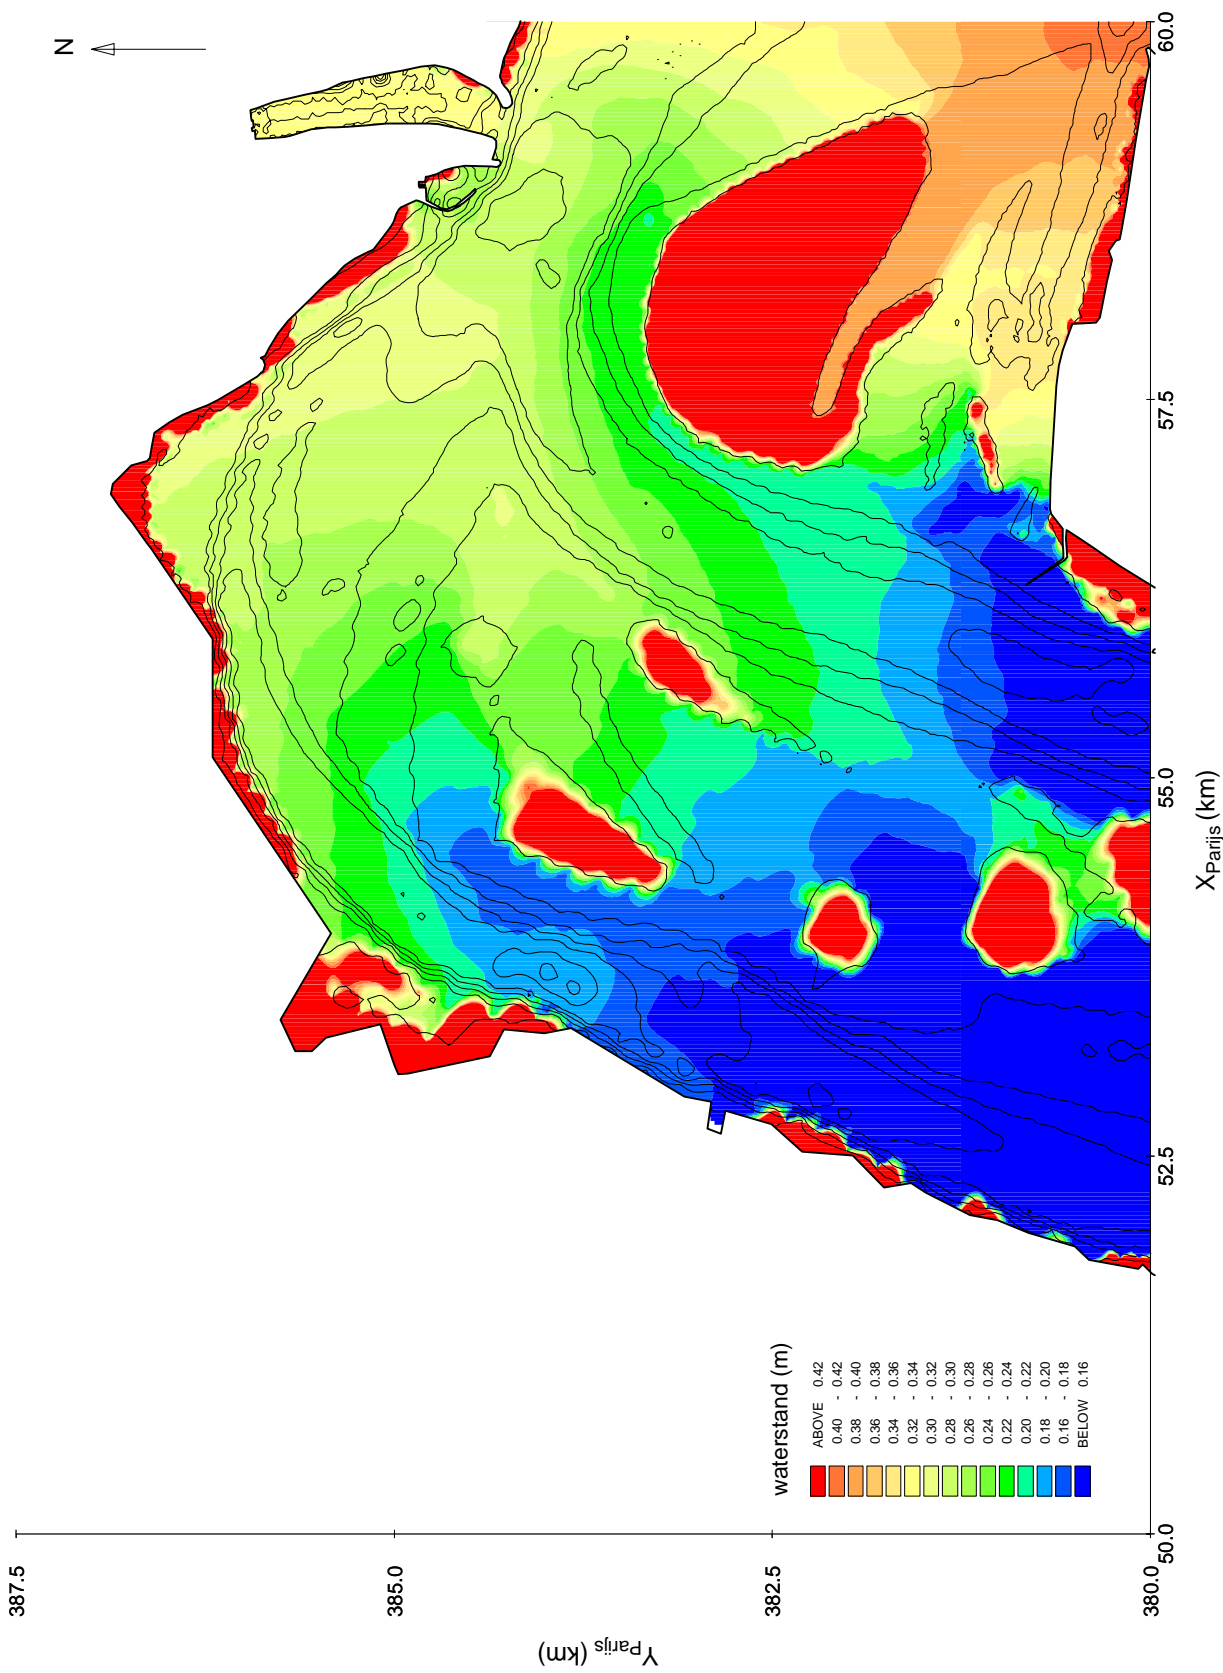 N
387.5
385.0
382.5
380.0
Y Parijs (km)
50.0
52.5
55.0
57.5
60.0
X Parijs (km)
waterstand (m)
ABOVE 0.42
0.40 - 0.42
0.38 - 0.40
0.36 - 0.38
0.34 - 0.36
0.32 - 0.34
0.30 - 0.32
0.28 - 0.30
0.26 - 0.28
0.24 - 0.26
0.22 - 0.24
0.20 - 0.22
0.18 - 0.20
0.16 - 0.18
BELOW 0.16